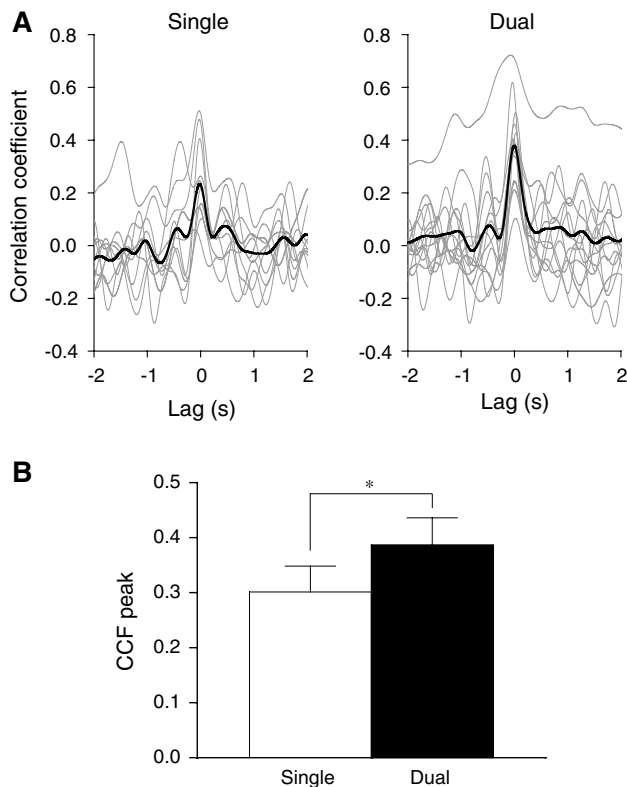 A
Single
Dual
Correlation coefficient
0.8
0.6
0.4
0.2
0.0
-0.2
-0.4
-2 -1 0 1 2
Lag (s)
0.8
0.6
0.4
0.2
0.0
-0.2
-0.4
-2 -1 0 1 2
Lag (s)
B
CCF peak
0.5
0.4
0.3
0.2
0.1
0.0
*
Single Dual